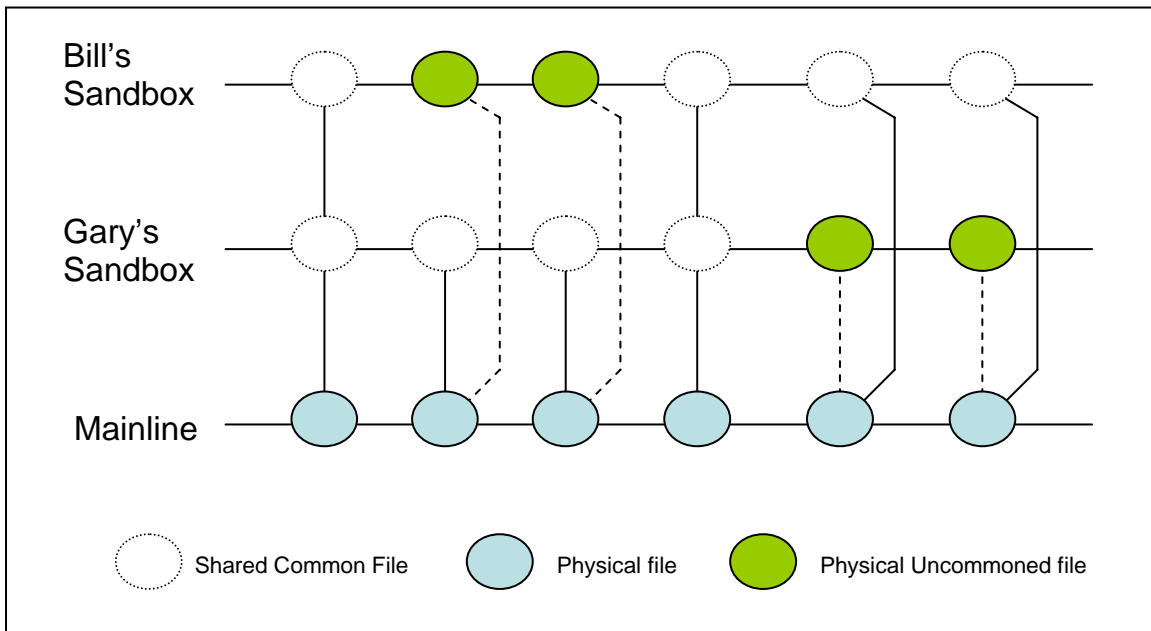 Bill's
Sandbox
Gary's
Sandbox
Mainline
Shared Common File
Physical file
Physical Uncommoned file